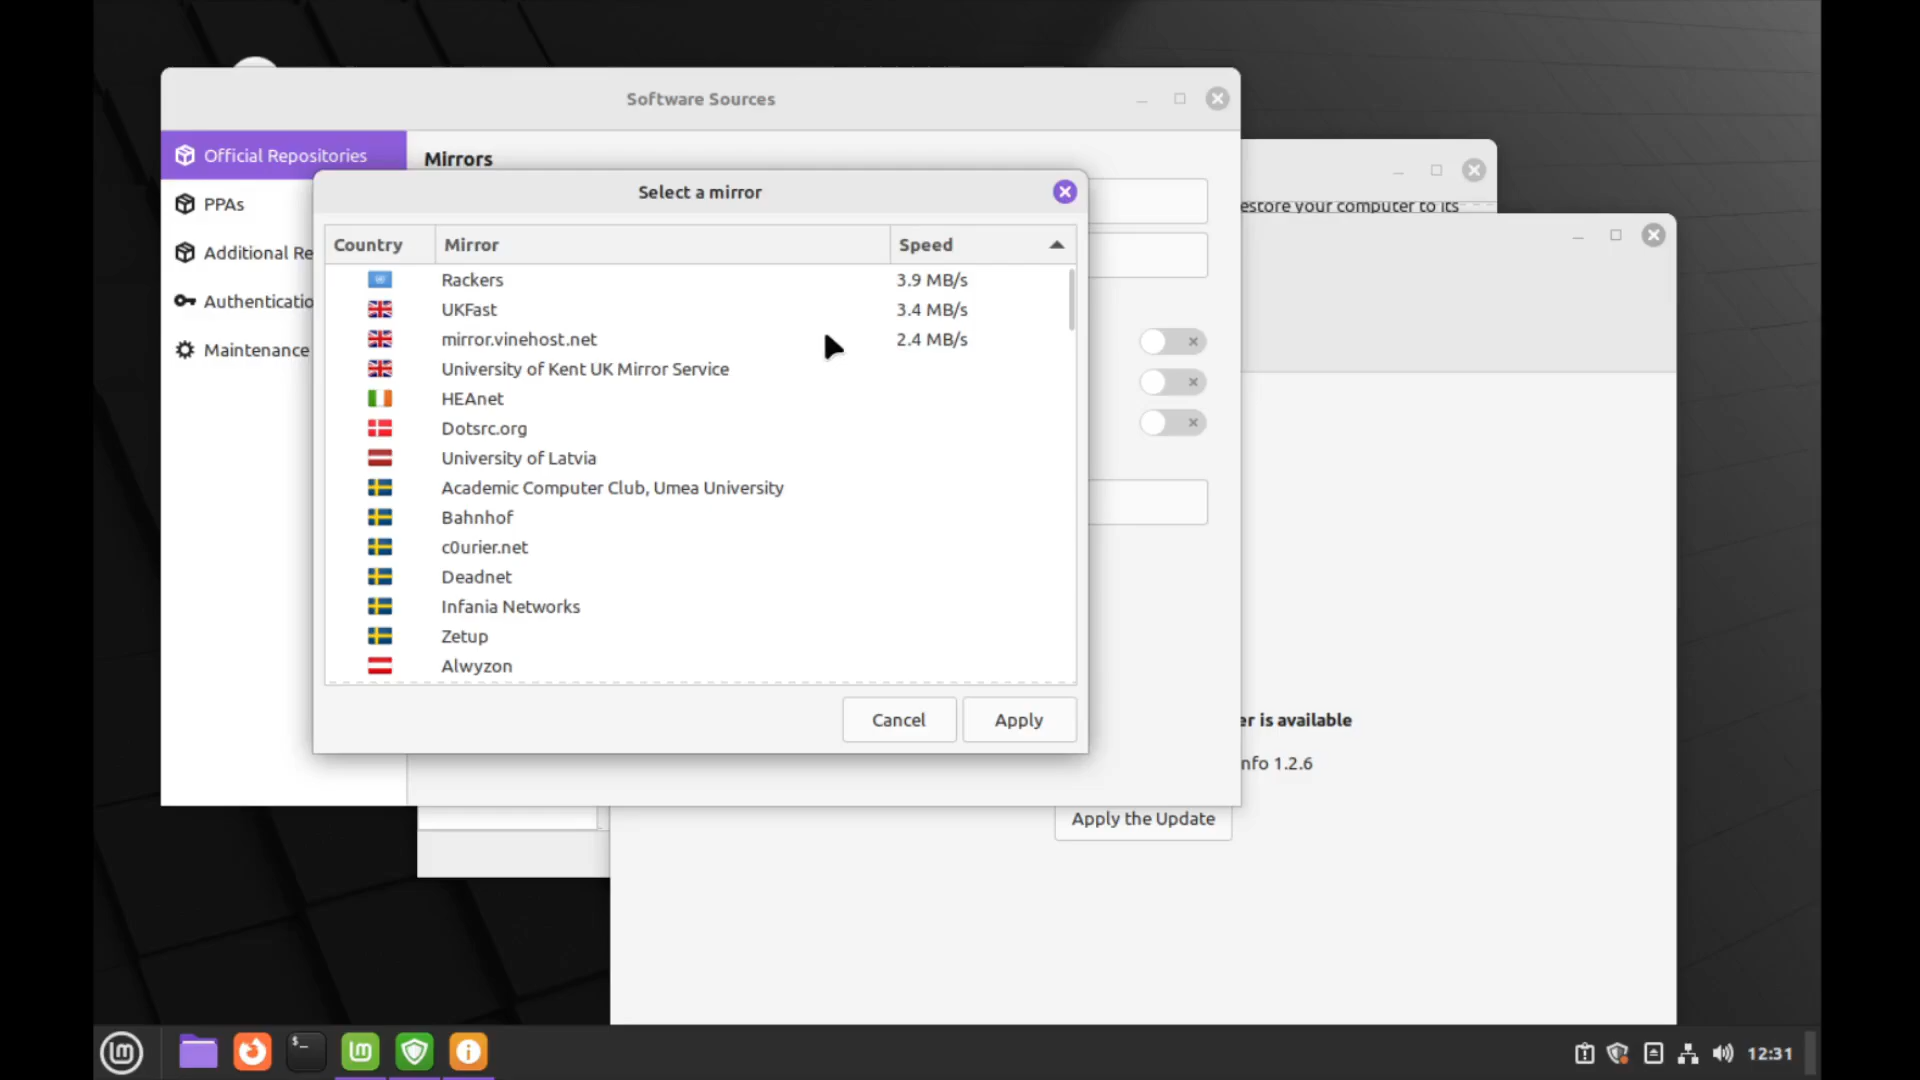 Software Sources
Official Repositories
Mirrors
PPAs
Additional Re
Authenticatio
Maintenance
Select a mirror
Country Mirror Speed
Rackers 3.9 MB/s
UKFast 3.4 MB/s
mirror.vinehost.net 2.4 MB/s
University of Kent UK Mirror Service
HEAnet
Dotsrc.org
University of Latvia
Academic Computer Club, Umea University
Bahnhof
c0urier.net
Deadnet
Infania Networks
Zetup
Alwyzon
Cancel Apply
estore your computer to its
er is available
nfo 1.2.6
Apply the Update
12:31